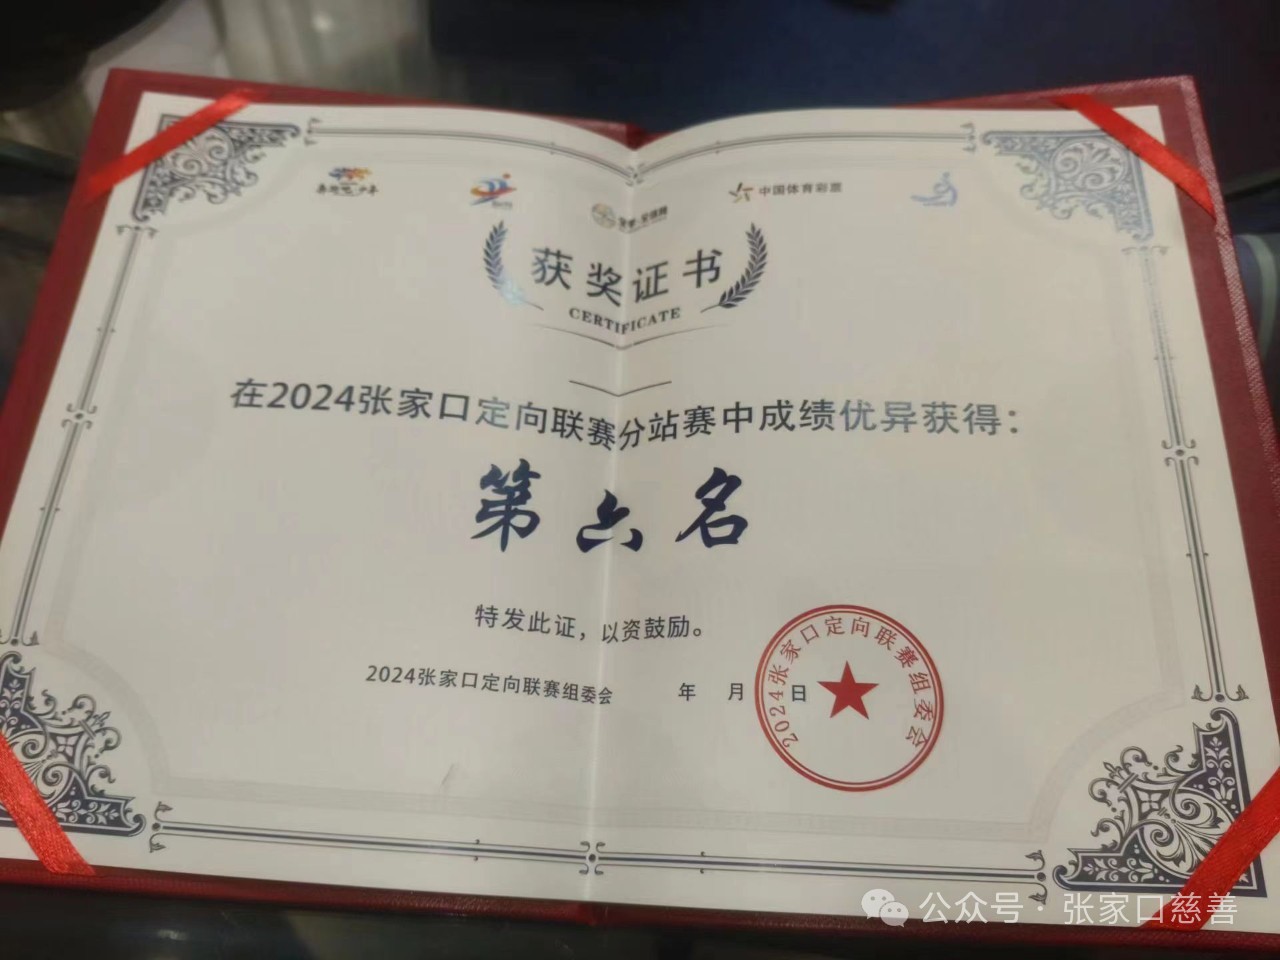 中国体育彩票
获奖证书
CERTIFICATE
在2024张家口定向联赛分站赛中成绩优异获得：
第六名
特发此证，以资鼓励。
2024张家口定向联赛组委会 年 月 日
2024张家口定向联赛组委会
公众号·张家口慈善